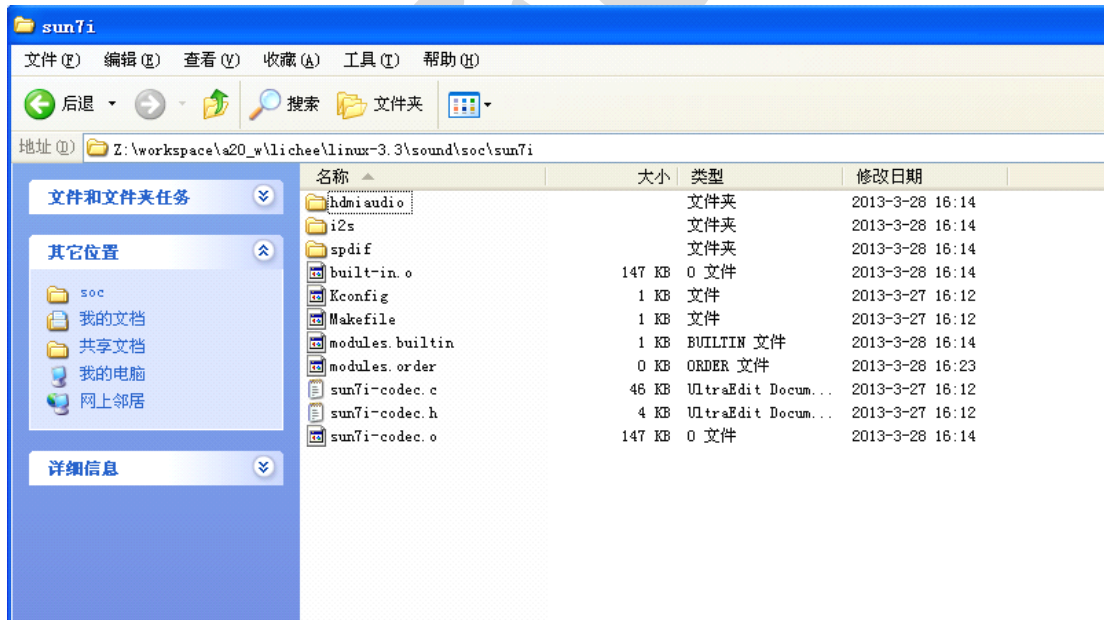 sun7i
文件(F) 编辑(E) 查看(V) 收藏(A) 工具(T) 帮助(H)
后退 搜索 文件夹
地址(D) Z:\workspace\a20_w\lichee\linux-3.3\sound\soc\sun7i
文件和文件夹任务
其它位置
soc
我的文档
共享文档
我的电脑
网上邻居
详细信息
名称 大小 类型 修改日期
hdmiaudio 文件夹 2013-3-28 16:14
i2s 文件夹 2013-3-28 16:14
spdif 文件夹 2013-3-28 16:14
built-in.o 147 KB O 文件 2013-3-28 16:14
Kconfig 1 KB 文件 2013-3-27 16:12
Makefile 1 KB 文件 2013-3-27 16:12
modules.builtin 1 KB BUILTIN 文件 2013-3-28 16:14
modules.order 0 KB ORDER 文件 2013-3-28 16:23
sun7i-codec.c 46 KB UltraEdit Docum... 2013-3-27 16:12
sun7i-codec.h 4 KB UltraEdit Docum... 2013-3-27 16:12
sun7i-codec.o 147 KB O 文件 2013-3-28 16:14